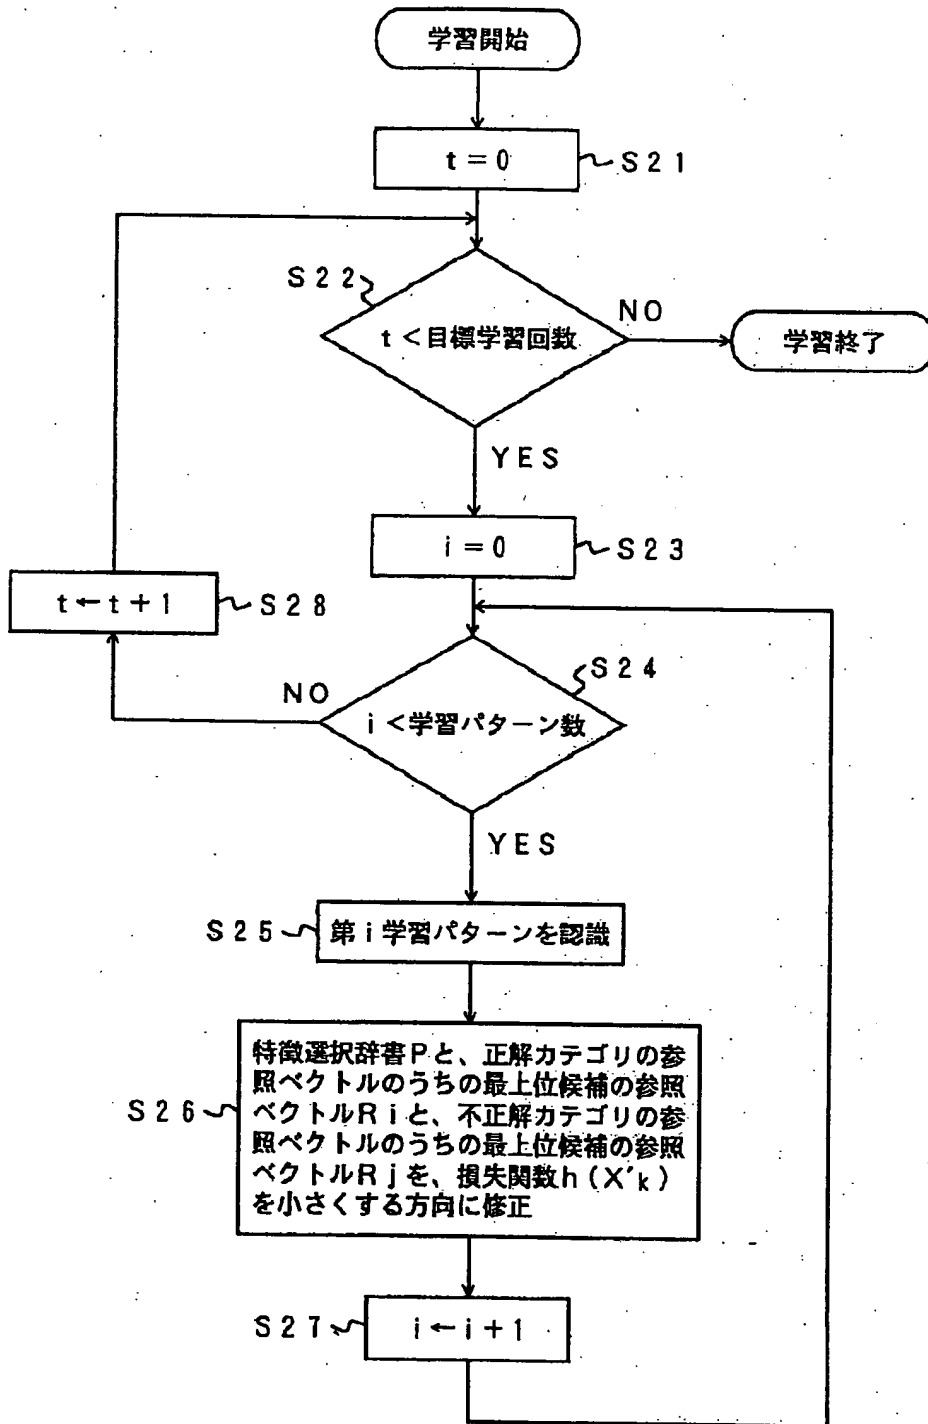 学習開始
t=0
S21
S22
t<目標学習回数
NO
学習終了
YES
i=0
S23
t←t+1
S28
S24
NO
i<学習パターン数
YES
S25
第i学習パターンを認識
S26
特徴選択辞書Pと、正解カテゴリの参
照ベクトルのうちの最上位候補の参照
ベクトルRiと、不正解カテゴリの参
照ベクトルのうちの最上位候補の参照
ベクトルRjを、損失関数h(X'k)
を小さくする方向に修正
S27
i←i+1